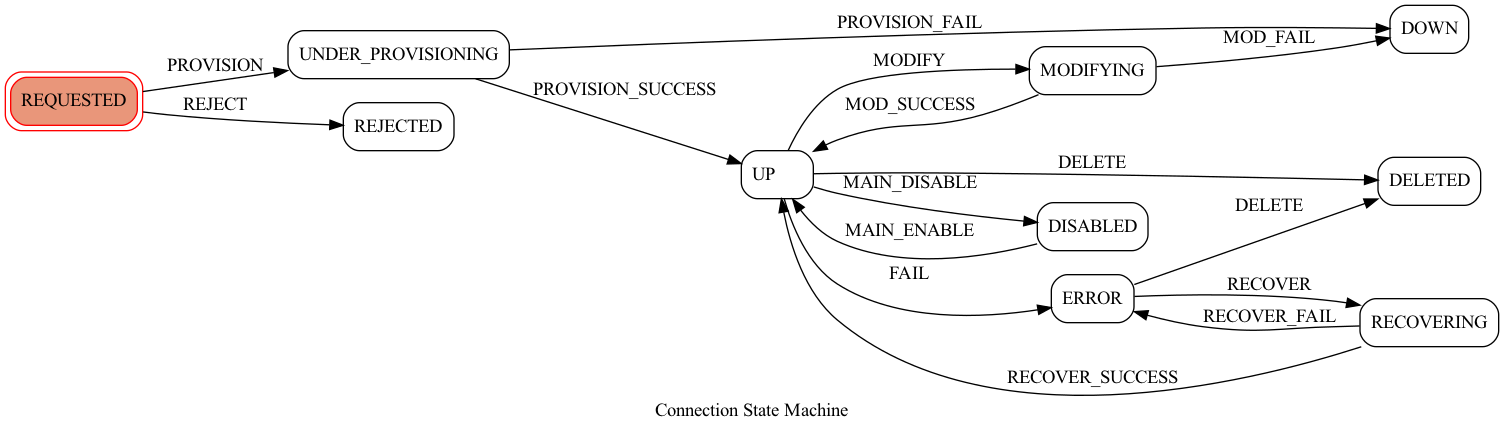 PROVISION_FAIL
DOWN
MOD_FAIL
UNDER_PROVISIONING
MODIFY
MODIFYING
PROVISION
REQUESTED
PROVISION_SUCCESS
REJECT
MOD_SUCCESS
REJECTED
DELETE
UP
MAIN_DISABLE
DELETED
DELETE
MAIN_ENABLE
DISABLED
FAIL
RECOVER
ERROR
RECOVER_FAIL
RECOVERING
RECOVER_SUCCESS
Connection State Machine